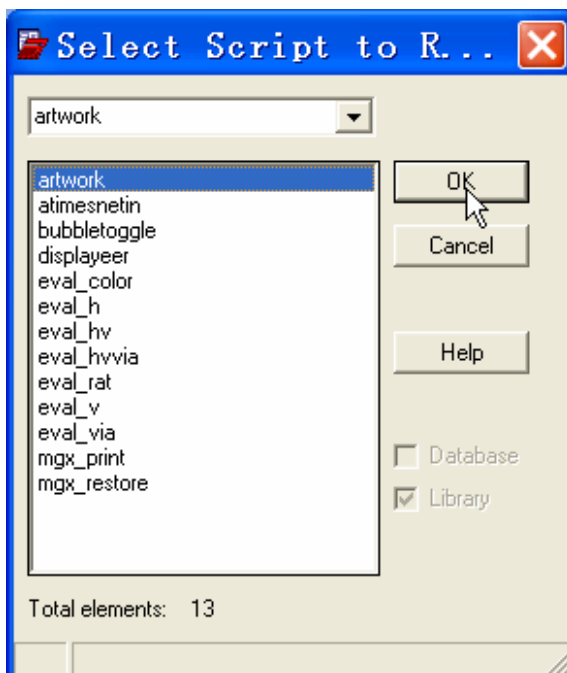 Select Script to R...
artwork
artwork
atimesnetin
bubbletoggle
displayeer
eval_color
eval_h
eval_hv
eval_hvvia
eval_rat
eval_v
eval_via
mgx_print
mgx_restore
OK
Cancel
Help
Database
Library
Total elements: 13